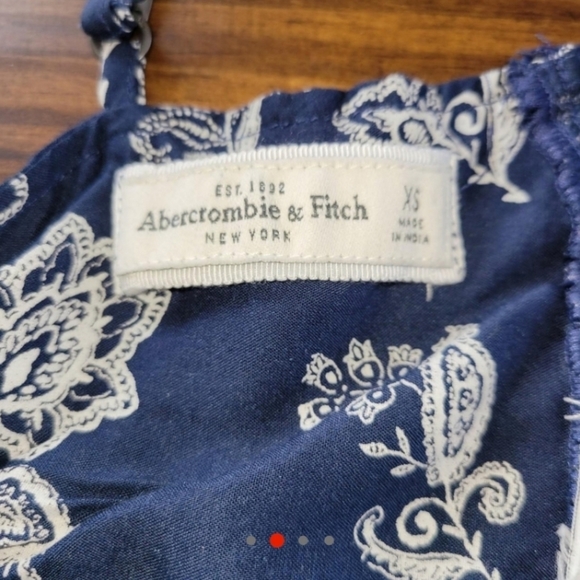 EST. 1892
Abercrombie & Fitch
NEW YORK
XS
MADE
IN INDIA